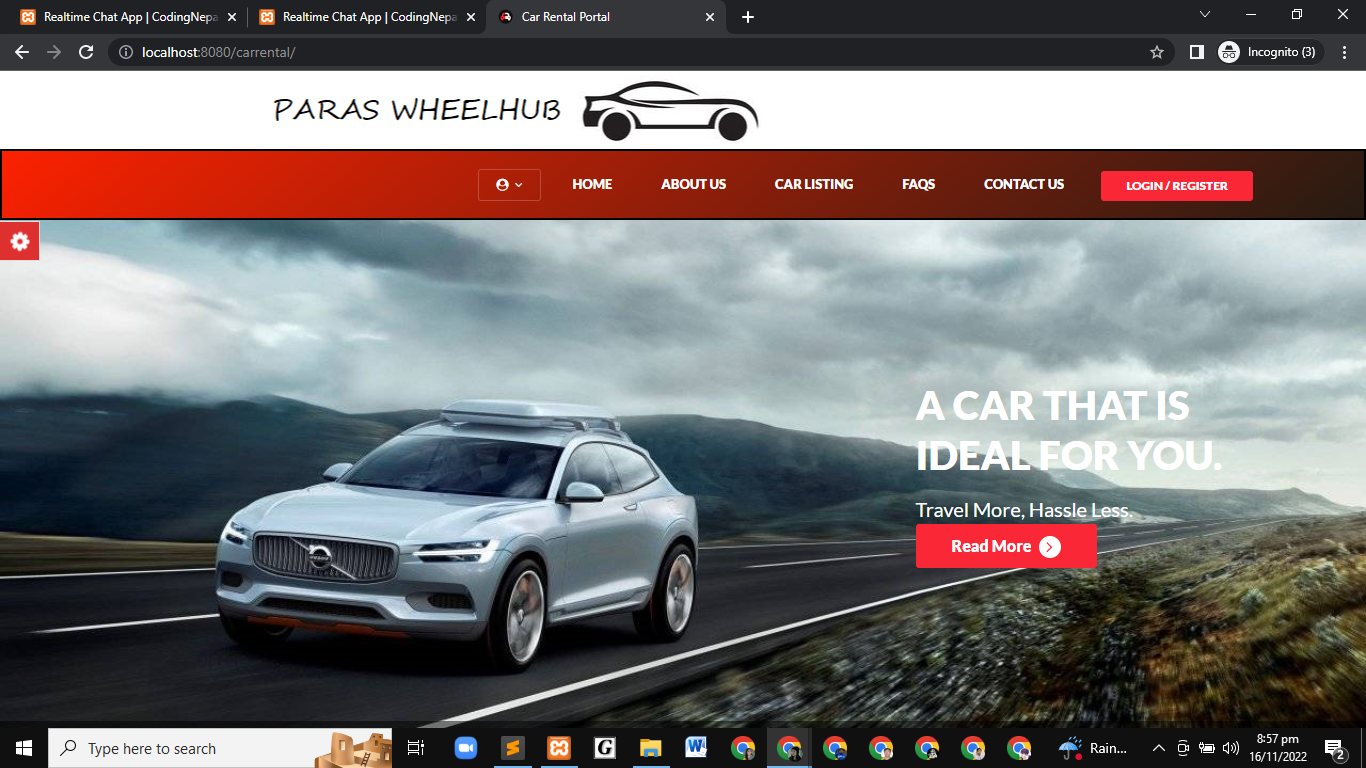 Realtime Chat App | CodingNepa
Realtime Chat App | CodingNepa
Car Rental Portal
localhost:8080/carrental/
Incognito (3)
PARAS WHEELHUB
HOME
ABOUT US
CAR LISTING
FAQS
CONTACT US
LOGIN / REGISTER
A CAR THAT IS
IDEAL FOR YOU.
Travel More, Hassle Less.
Read More
Type here to search
Rain...
8:57 pm
16/11/2022
2